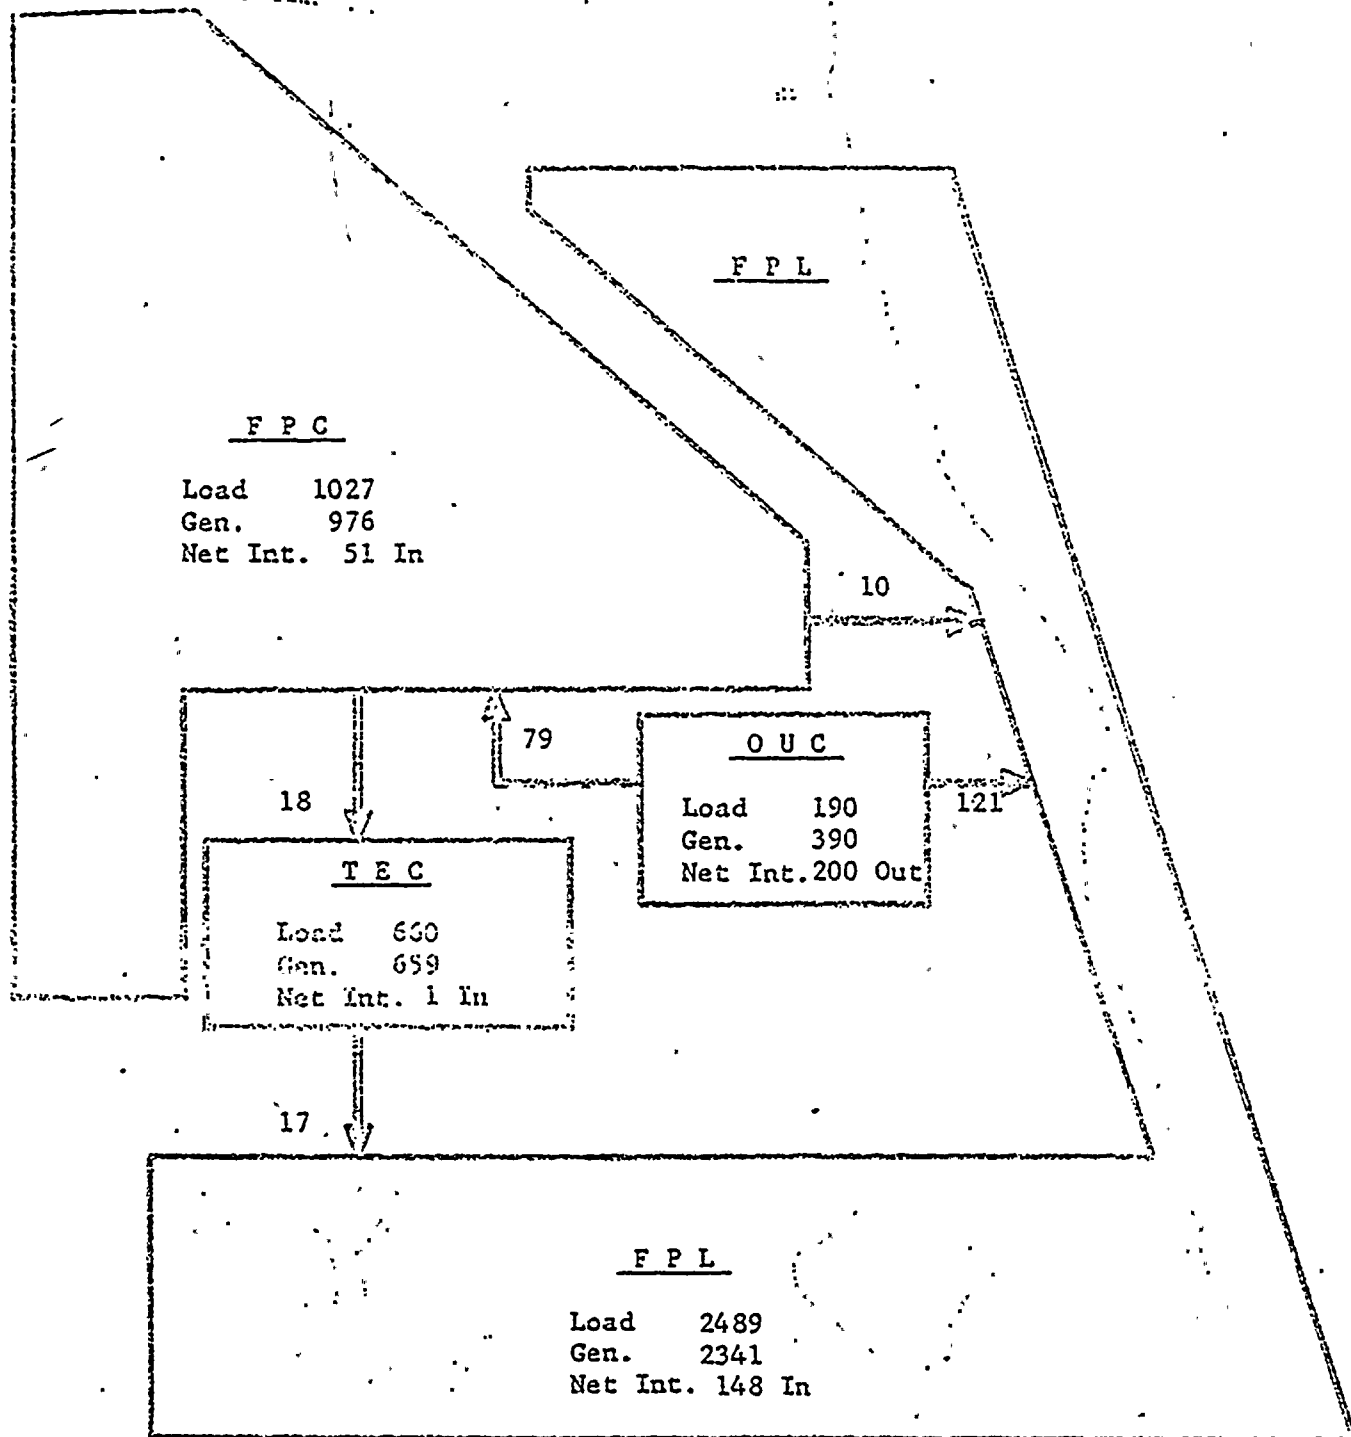 F P L
F P C
Load 1027
Gen. 976
Net Int. 51 In
10
79
18
O U C
Load 190
Gen. 390
Net Int.200 Out
121
T E C
Load 660
Gen. 659
Net Int. 1 In
17
F P L
Load 2489
Gen. 2341
Net Int. 148 In